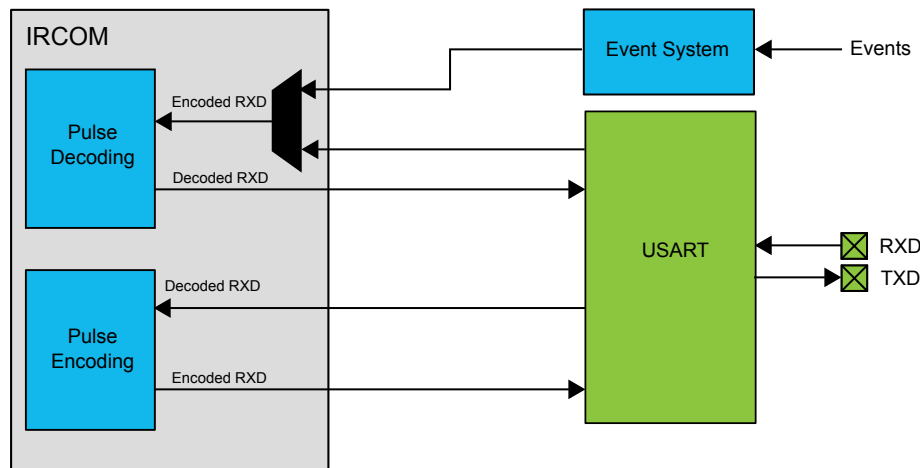 IRCOM
Event System
Events
Encoded RXD
Pulse
Decoding
Decoded RXD
USART
RXD
TXD
Decoded RXD
Pulse
Encoding
Encoded RXD